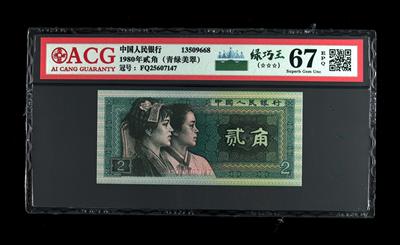 ACG
AI CANG GUARANTY
中国人民银行 13509668
1980年贰角（青绿美翠）
冠号：FQ25607147
绿巧王
(☆☆☆)
67 EPQ
Superb Gem Unc
中国人民银行
贰角
2
2